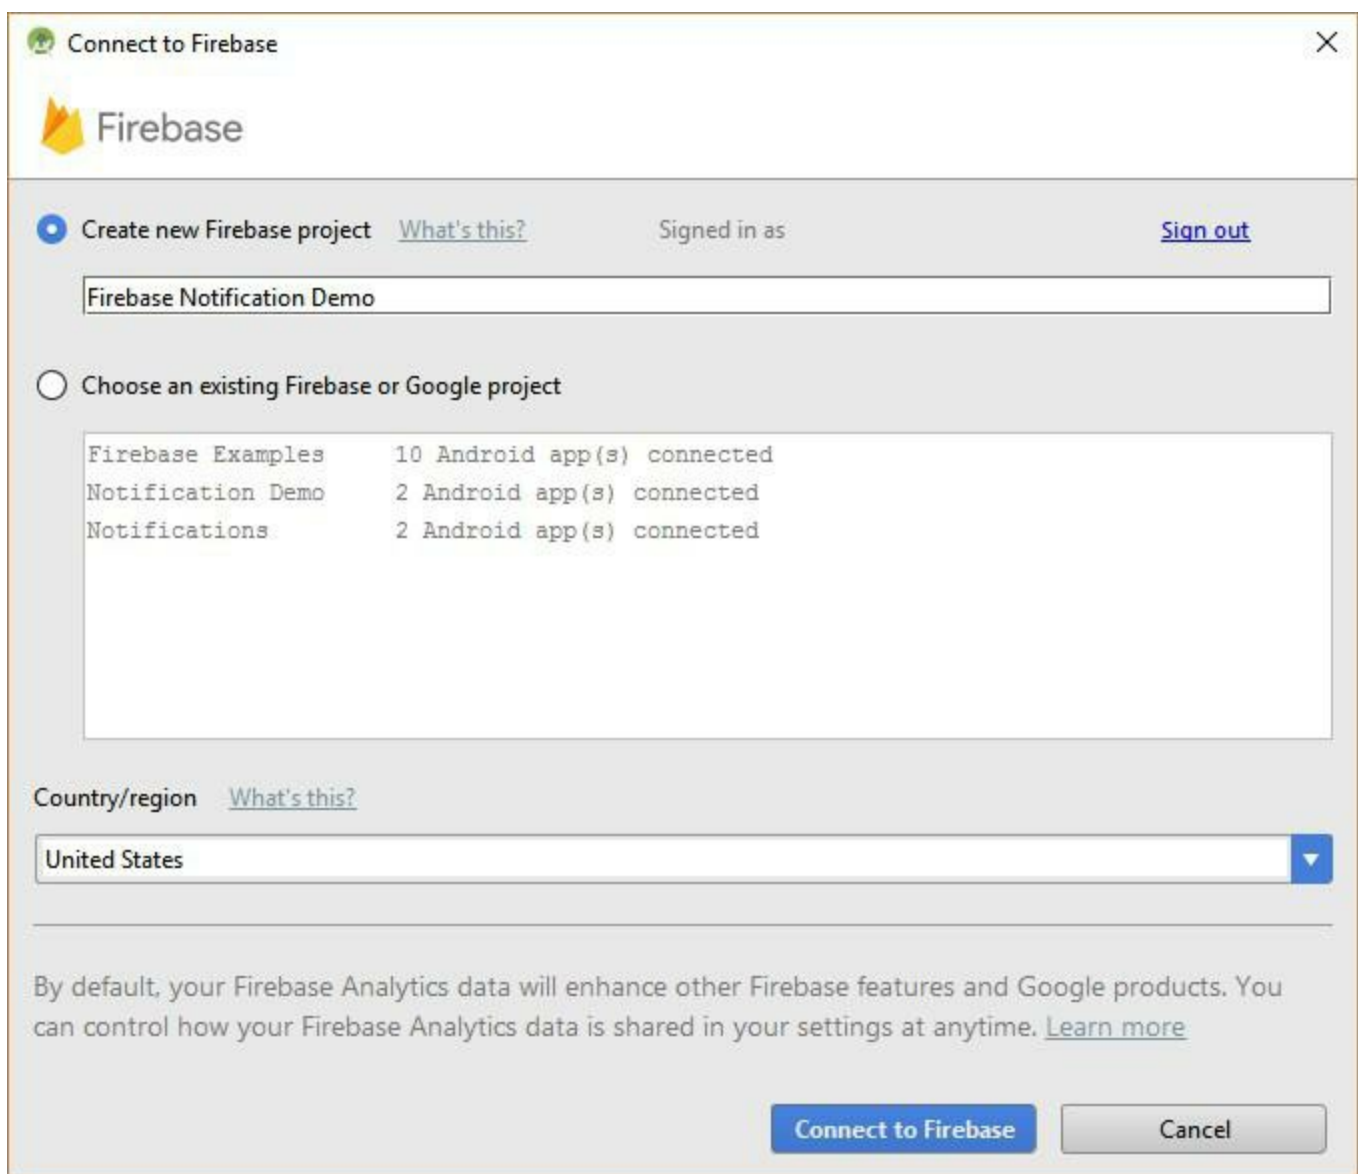 Connect to Firebase
Firebase
Create new Firebase project What's this? Signed in as Sign out
Firebase Notification Demo
Choose an existing Firebase or Google project
Firebase Examples 10 Android app(s) connected
Notification Demo 2 Android app(s) connected
Notifications 2 Android app(s) connected
Country/region What's this?
United States
By default, your Firebase Analytics data will enhance other Firebase features and Google products. You
can control how your Firebase Analytics data is shared in your settings at anytime. Learn more
Connect to Firebase Cancel